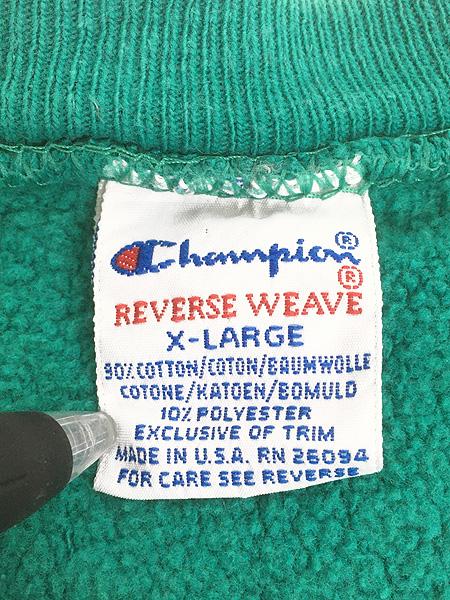 Champion®
REVERSE WEAVE®
X-LARGE
90% COTTON/COTON/BAUMWOLLE
COTONE/KATOEN/BOMULD
10% POLYESTER
EXCLUSIVE OF TRIM
MADE IN U.S.A. RN 26094
FOR CARE SEE REVERSE